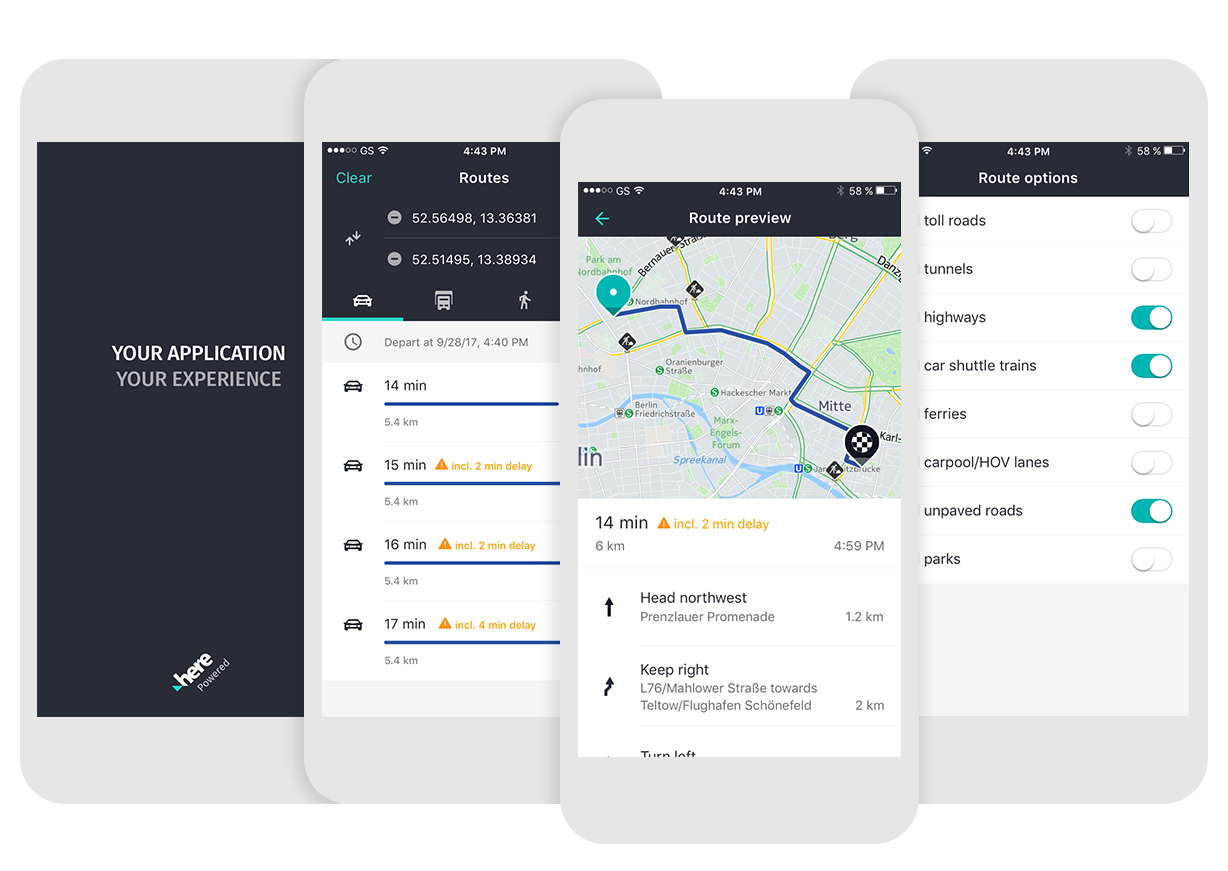 YOUR APPLICATION
YOUR EXPERIENCE
here
Powered
GS
4:43 PM
Clear
Routes
52.56498, 13.36381
52.51495, 13.38934
Depart at 9/28/17, 4:40 PM
14 min
5.4 km
15 min incl. 2 min delay
5.4 km
16 min incl. 2 min delay
5.4 km
17 min incl. 4 min delay
5.4 km
GS
4:43 PM
58 %
Route preview
Park am
Nordbahnhof
Bernauer Straße
Nordbahnhof
Oranienburger
Straße
Hackescher Markt
Berlin
Friedrichstraße
Mitte
Marx-
Engels-
Forum
Spreekanal
Karl-
14 min incl. 2 min delay
6 km
4:59 PM
Head northwest
Prenzlauer Promenade
1.2 km
Keep right
L76/Mahlower Straße towards
Teltow/Flughafen Schönefeld
2 km
Turn left
4:43 PM
58 %
Route options
toll roads
tunnels
highways
car shuttle trains
ferries
carpool/HOV lanes
unpaved roads
parks